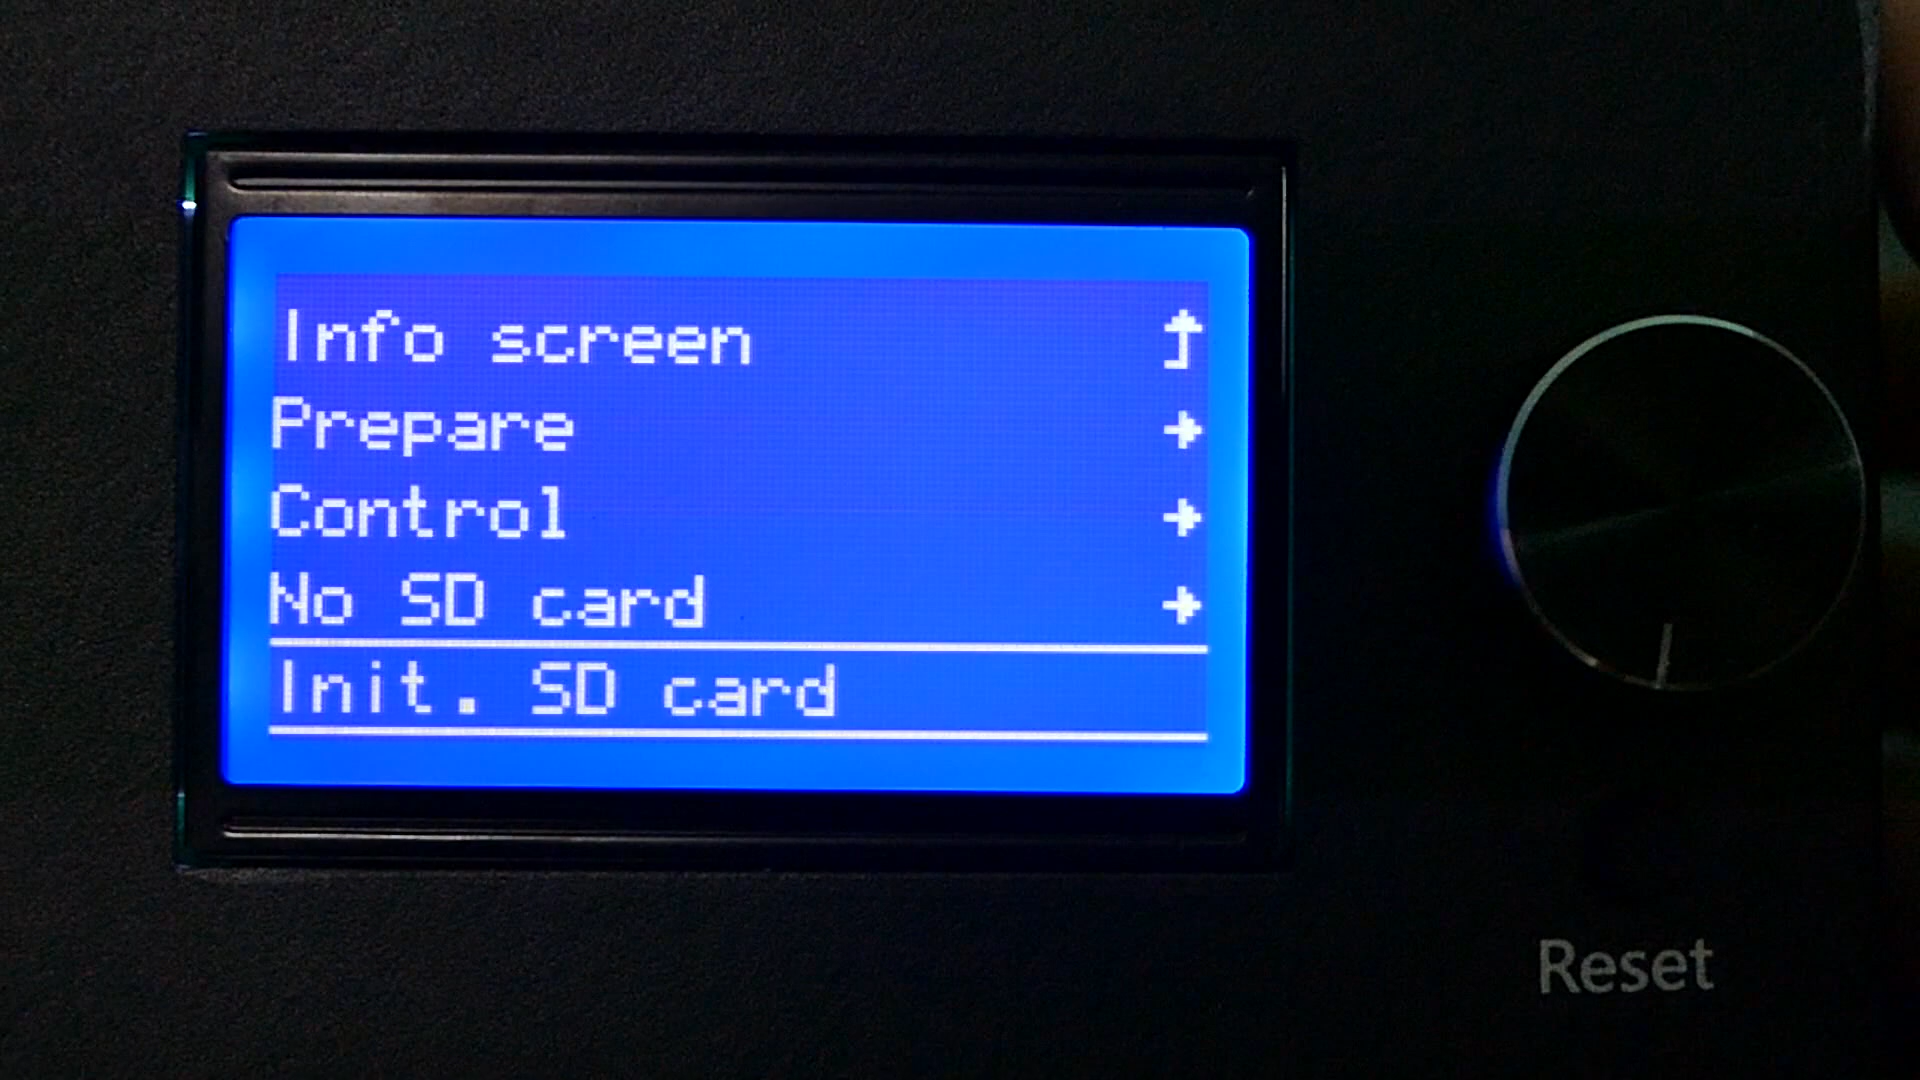 Info screen
Prepare
Control
No SD card
Init. SD card
Reset